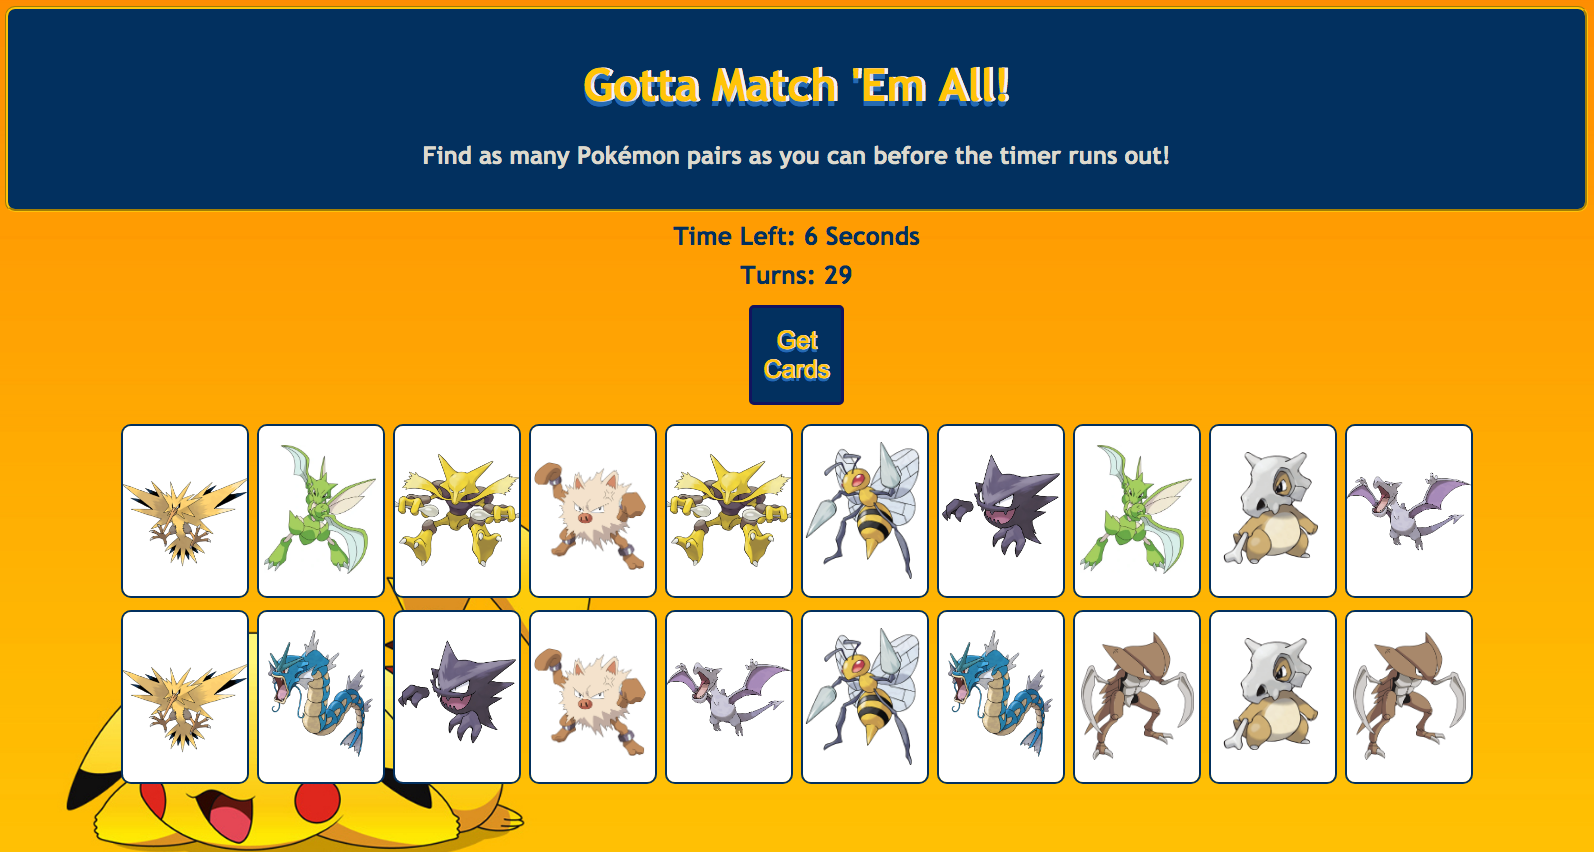 Gotta Match 'Em All!
Find as many Pokémon pairs as you can before the timer runs out!
Time Left: 6 Seconds
Turns: 29
Get
Cards